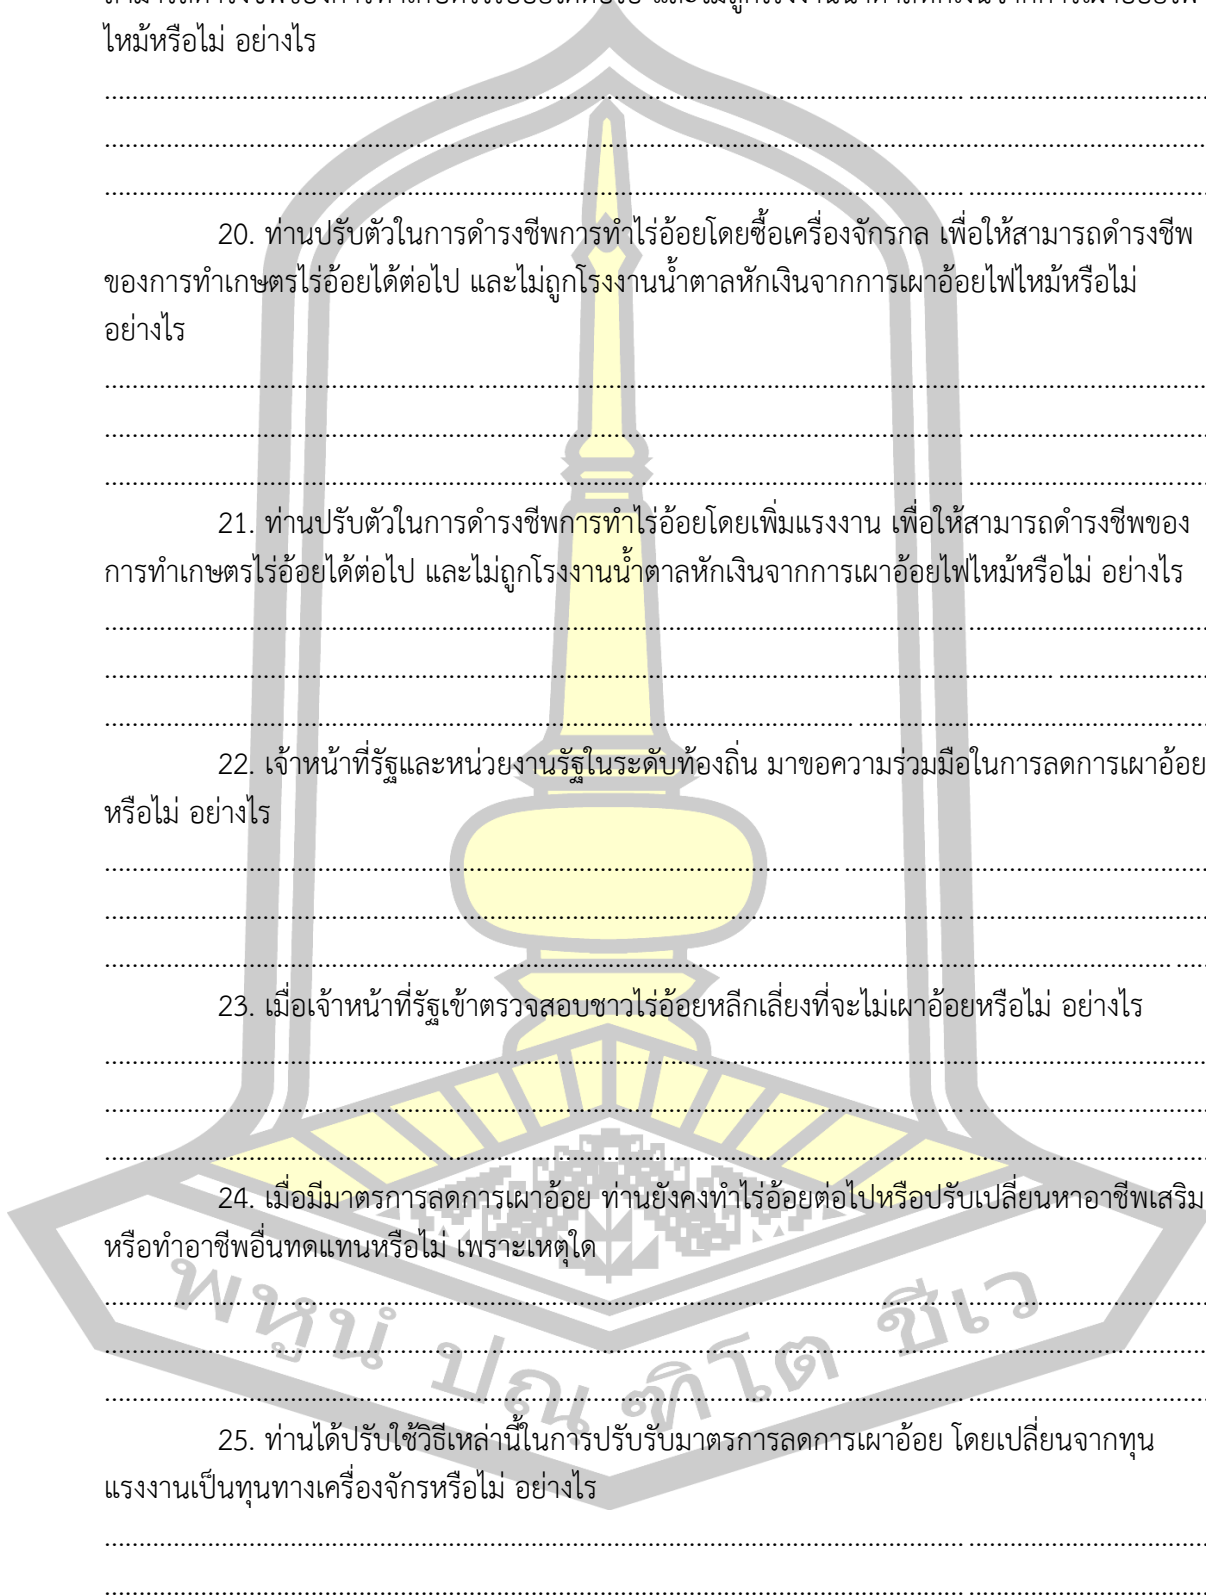 ไหม้หรือไม่ อย่างไร
20. ท่านปรับตัวในการดำรงชีพการทำไร่อ้อยโดยซื้อเครื่องจักรกล เพื่อให้สามารถดำรงชีพ
ของการทำเกษตรไร่อ้อยได้ต่อไป และไม่ถูกโรงงานน้ำตาลหักเงินจากการเผาอ้อยไฟไหม้หรือไม่
อย่างไร
21. ท่านปรับตัวในการดำรงชีพการทำไร่อ้อยโดยเพิ่มแรงงาน เพื่อให้สามารถดำรงชีพของ
การทำเกษตรไร่อ้อยได้ต่อไป และไม่ถูกโรงงานน้ำตาลหักเงินจากการเผาอ้อยไฟไหม้หรือไม่ อย่างไร
22. เจ้าหน้าที่รัฐและหน่วยงานรัฐในระดับท้องถิ่น มาขอความร่วมมือในการลดการเผาอ้อย
หรือไม่ อย่างไร
23. เมื่อเจ้าหน้าที่รัฐเข้าตรวจสอบชาวไร่อ้อยหลีกเลี่ยงที่จะไม่เผาอ้อยหรือไม่ อย่างไร
24. เมื่อมีมาตรการลดการเผาอ้อย ท่านยังคงทำไร่อ้อยต่อไปหรือปรับเปลี่ยนหาอาชีพเสริม
หรือทำอาชีพอื่นทดแทนหรือไม่ เพราะเหตุใด
พหูนํ ปณฺฑิโต ชีเว
25. ท่านได้ปรับใช้วิธีเหล่านี้ในการปรับรับมาตรการลดการเผาอ้อย โดยเปลี่ยนจากทุน
แรงงานเป็นทุนทางเครื่องจักรหรือไม่ อย่างไร